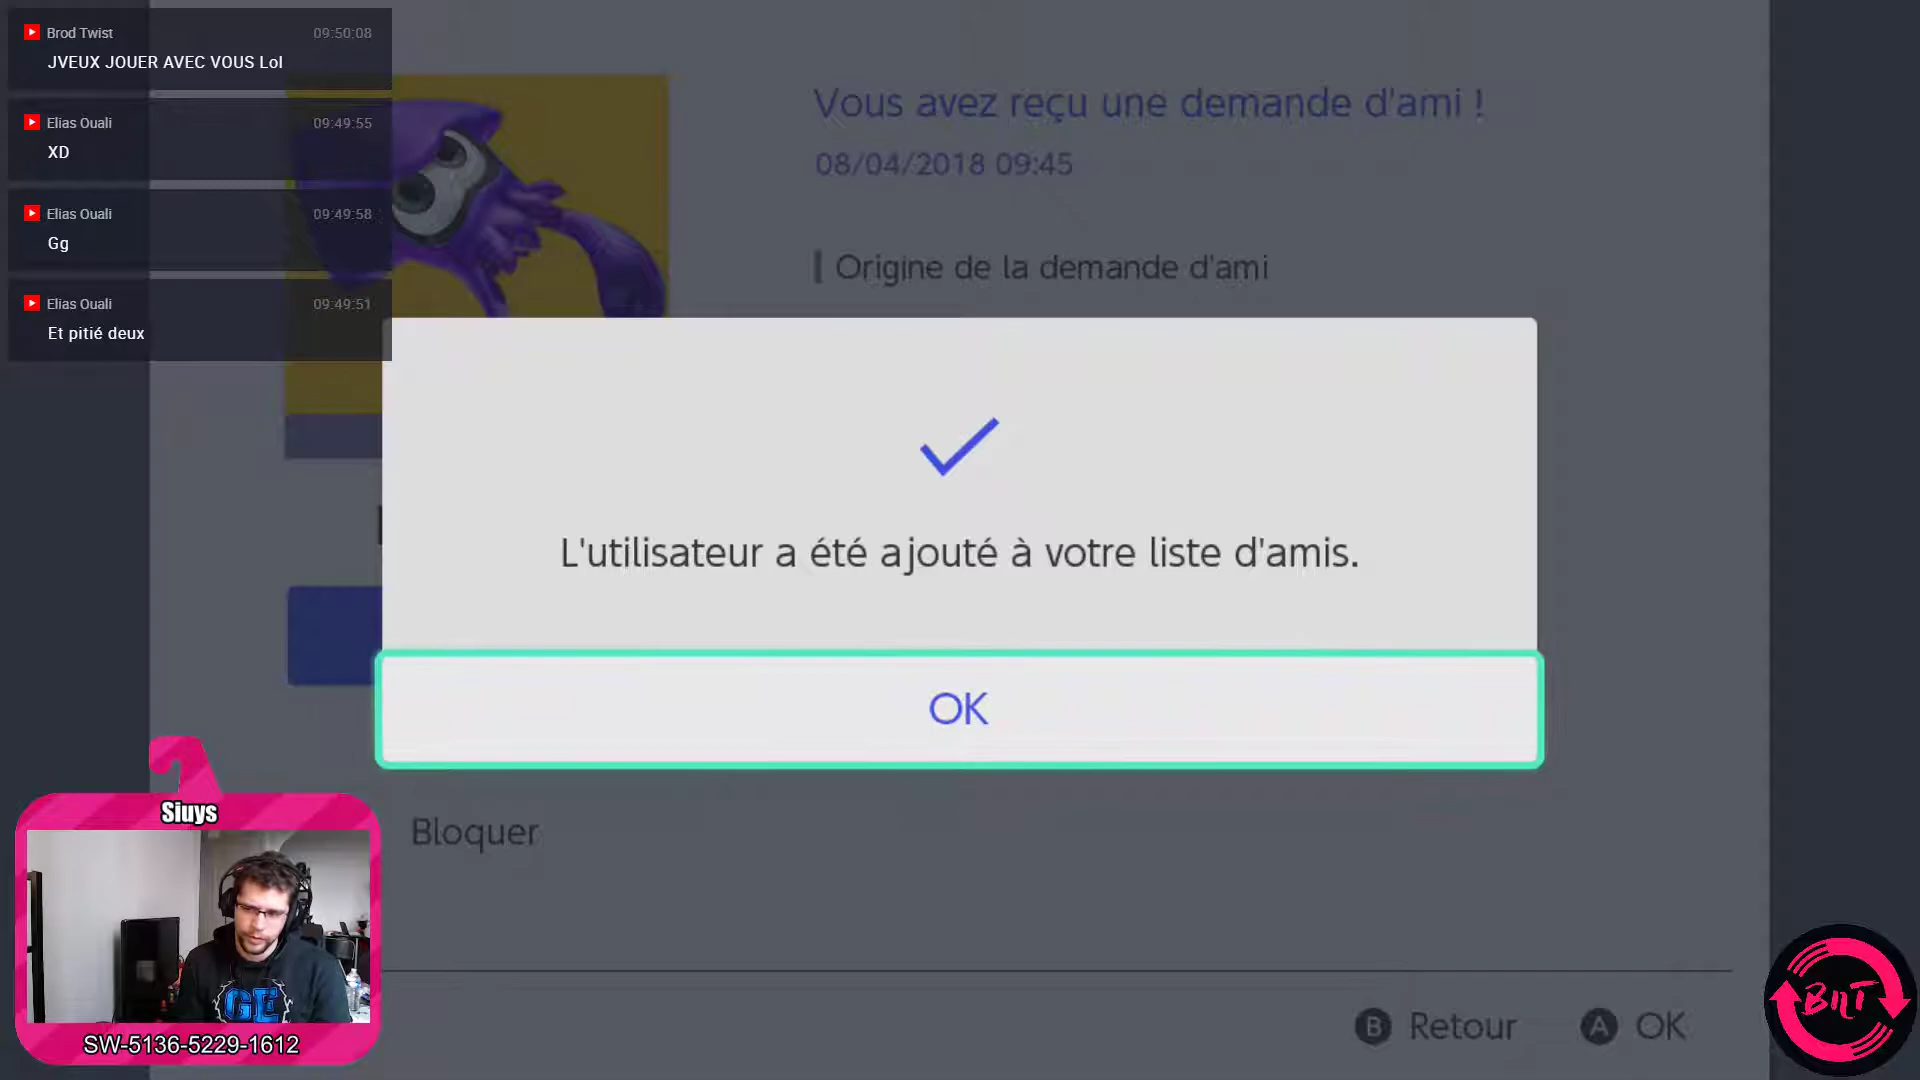 Brod Twist 09:50:08
JVEUX JOUER AVEC VOUS Lol
Elias Ouali 09:49:55
XD
Elias Ouali 09:49:58
Gg
Elias Ouali 09:49:51
Et pitié deux
Vous avez reçu une demande d'ami !
08/04/2018 09:45
Origine de la demande d'ami
L'utilisateur a été ajouté à votre liste d'amis.
OK
Bloquer
Siuys
GE
SW-5136-5229-1612
B Retour A OK
BNT